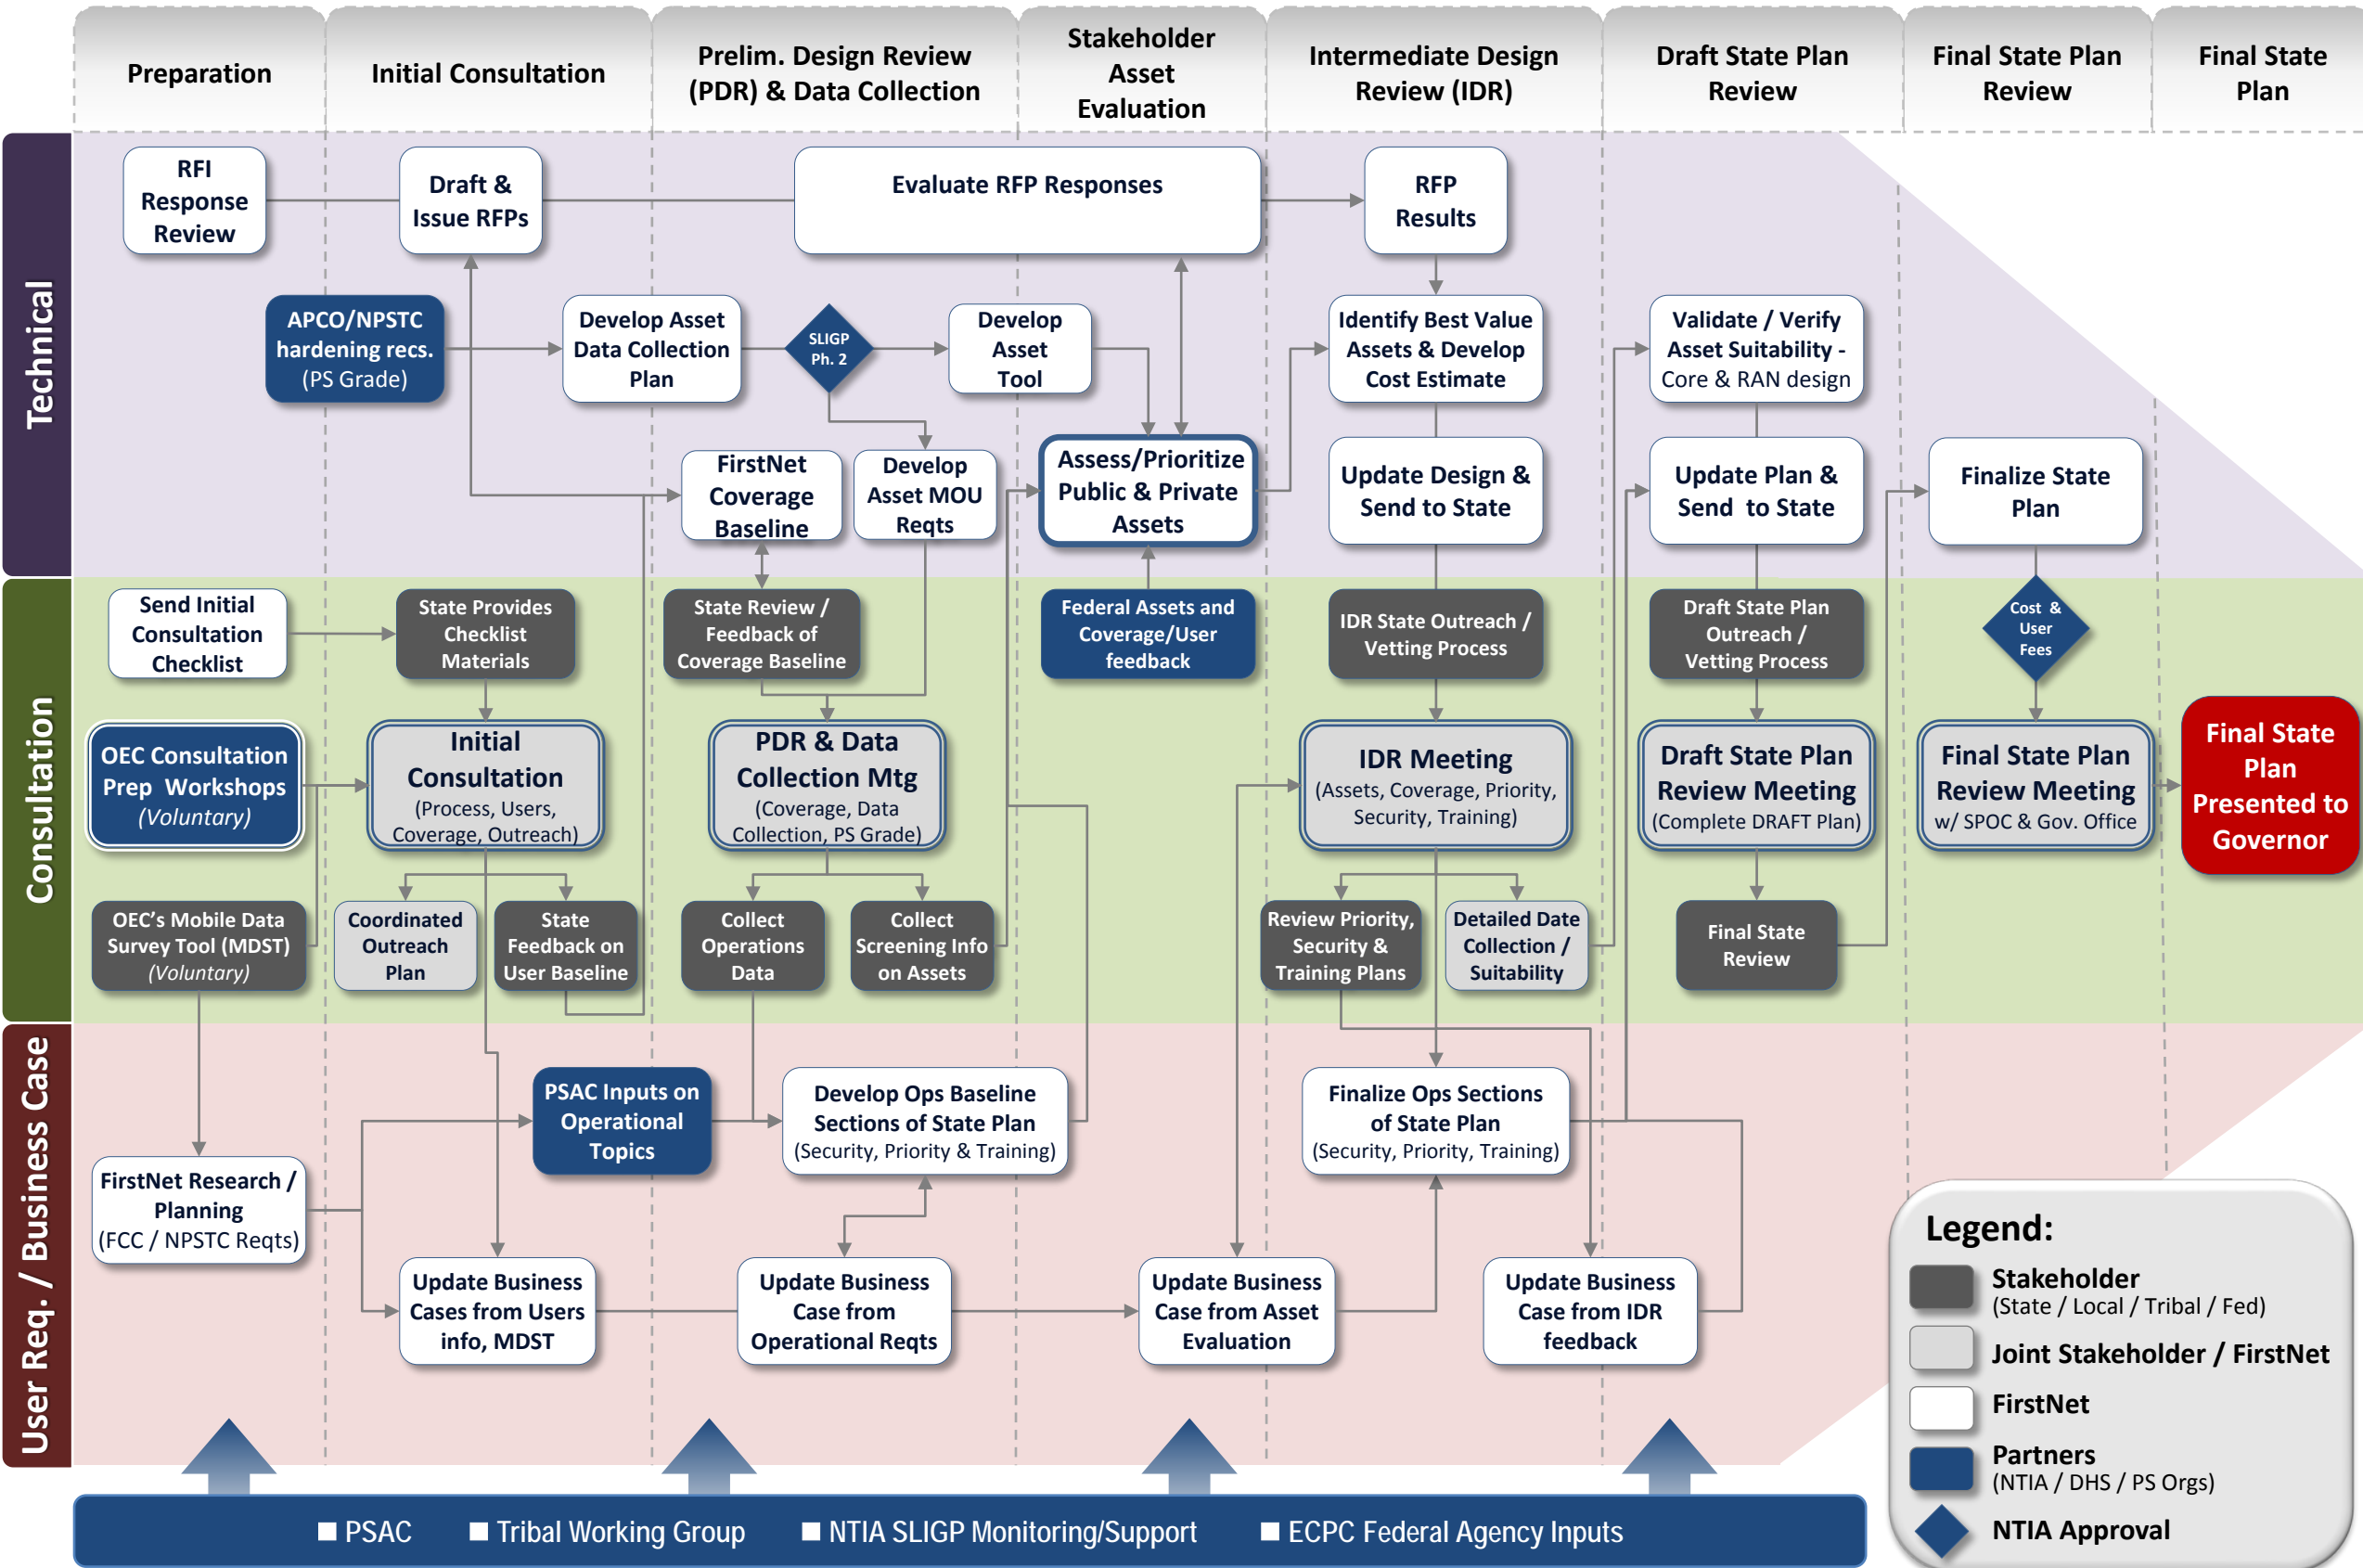 Preparation
Initial Consultation
Prelim. Design Review
(PDR) & Data Collection
Stakeholder
Asset
Evaluation
Intermediate Design
Review (IDR)
Draft State Plan
Review
Final State Plan
Review
Final State
Plan
Technical
RFI
Response
Review
Draft &
Issue RFPs
Evaluate RFP Responses
RFP
Results
APCO/NPSTC
hardening recs.
(PS Grade)
Develop Asset
Data Collection
Plan
SLIGP
Ph. 2
Develop
Asset
Tool
Identify Best Value
Assets & Develop
Cost Estimate
Validate / Verify
Asset Suitability -
Core & RAN design
FirstNet
Coverage
Baseline
Develop
Asset MOU
Reqts
Assess/Prioritize
Public & Private
Assets
Update Design &
Send to State
Update Plan &
Send to State
Finalize State
Plan
Consultation
Send Initial
Consultation
Checklist
State Provides
Checklist
Materials
State Review /
Feedback of
Coverage Baseline
Federal Assets and
Coverage/User
feedback
IDR State Outreach /
Vetting Process
Draft State Plan
Outreach /
Vetting Process
Cost &
User
Fees
OEC Consultation
Prep Workshops
(Voluntary)
Initial
Consultation
(Process, Users,
Coverage, Outreach)
PDR & Data
Collection Mtg
(Coverage, Data
Collection, PS Grade)
IDR Meeting
(Assets, Coverage, Priority,
Security, Training)
Draft State Plan
Review Meeting
(Complete DRAFT Plan)
Final State Plan
Review Meeting
w/ SPOC & Gov. Office
Final State
Plan
Presented to
Governor
OEC's Mobile Data
Survey Tool (MDST)
(Voluntary)
Coordinated
Outreach
Plan
State
Feedback on
User Baseline
Collect
Operations
Data
Collect
Screening Info
on Assets
Review Priority,
Security &
Training Plans
Detailed Date
Collection /
Suitability
Final State
Review
User Req. / Business Case
PSAC Inputs on
Operational
Topics
Develop Ops Baseline
Sections of State Plan
(Security, Priority & Training)
Finalize Ops Sections
of State Plan
(Security, Priority, Training)
FirstNet Research /
Planning
(FCC / NPSTC Reqts)
Update Business
Cases from Users
info, MDST
Update Business
Case from
Operational Reqts
Update Business
Case from Asset
Evaluation
Update Business
Case from IDR
feedback
Legend:
Stakeholder
(State / Local / Tribal / Fed)
Joint Stakeholder / FirstNet
FirstNet
Partners
(NTIA / DHS / PS Orgs)
NTIA Approval
■ PSAC ■ Tribal Working Group ■ NTIA SLIGP Monitoring/Support ■ ECPC Federal Agency Inputs